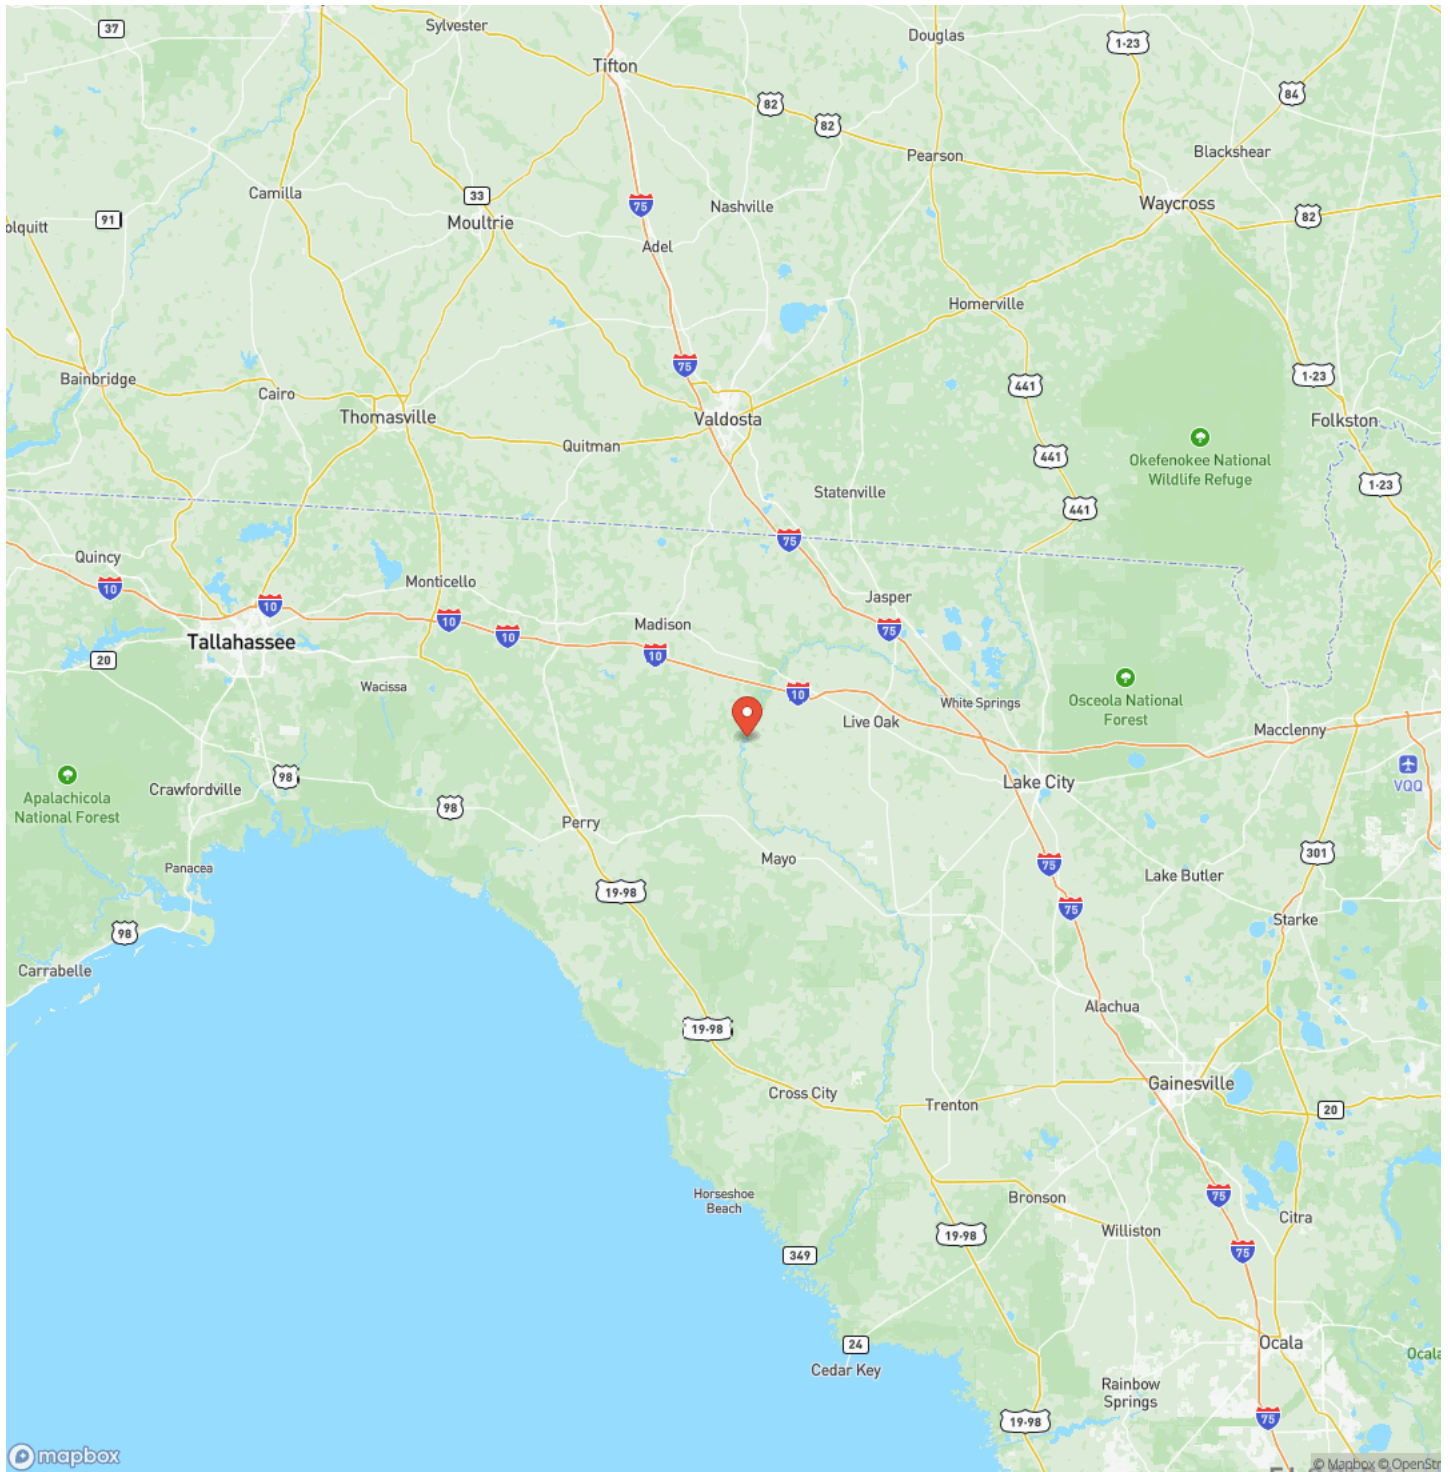 37
Sylvester
Douglas
1-23
Tifton
82
84
82
Pearson
Blackshear
Camilla
33
Nashville
Waycross
91
Moultrie
75
82
olquitt
Adel
Homerville
75
441
1-23
Bainbridge
Cairo
Thomasville
Valdosta
Folkston
Quitman
441
Okefenokee National
Wildlife Refuge
1-23
Statenville
441
75
Quincy
10
Monticello
Jasper
10
10
Madison
75
Tallahassee
10
10
20
Wacissa
10
White Springs
Osceola National
Forest
Live Oak
Macclenny
98
Apalachicola
National Forest
Crawfordville
98
Lake City
VQQ
Perry
Panacea
Mayo
75
301
19-98
Lake Butler
75
98
Starke
Carrabelle
Alachua
19-98
Gainesville
Cross City
Trenton
20
Horseshoe
Beach
Bronson
75
Citra
Williston
19-98
349
75
24
Ocala
Cedar Key
Ocala
Rainbow
Springs
19-98
75
mapbox
© Mapbox © OpenStr